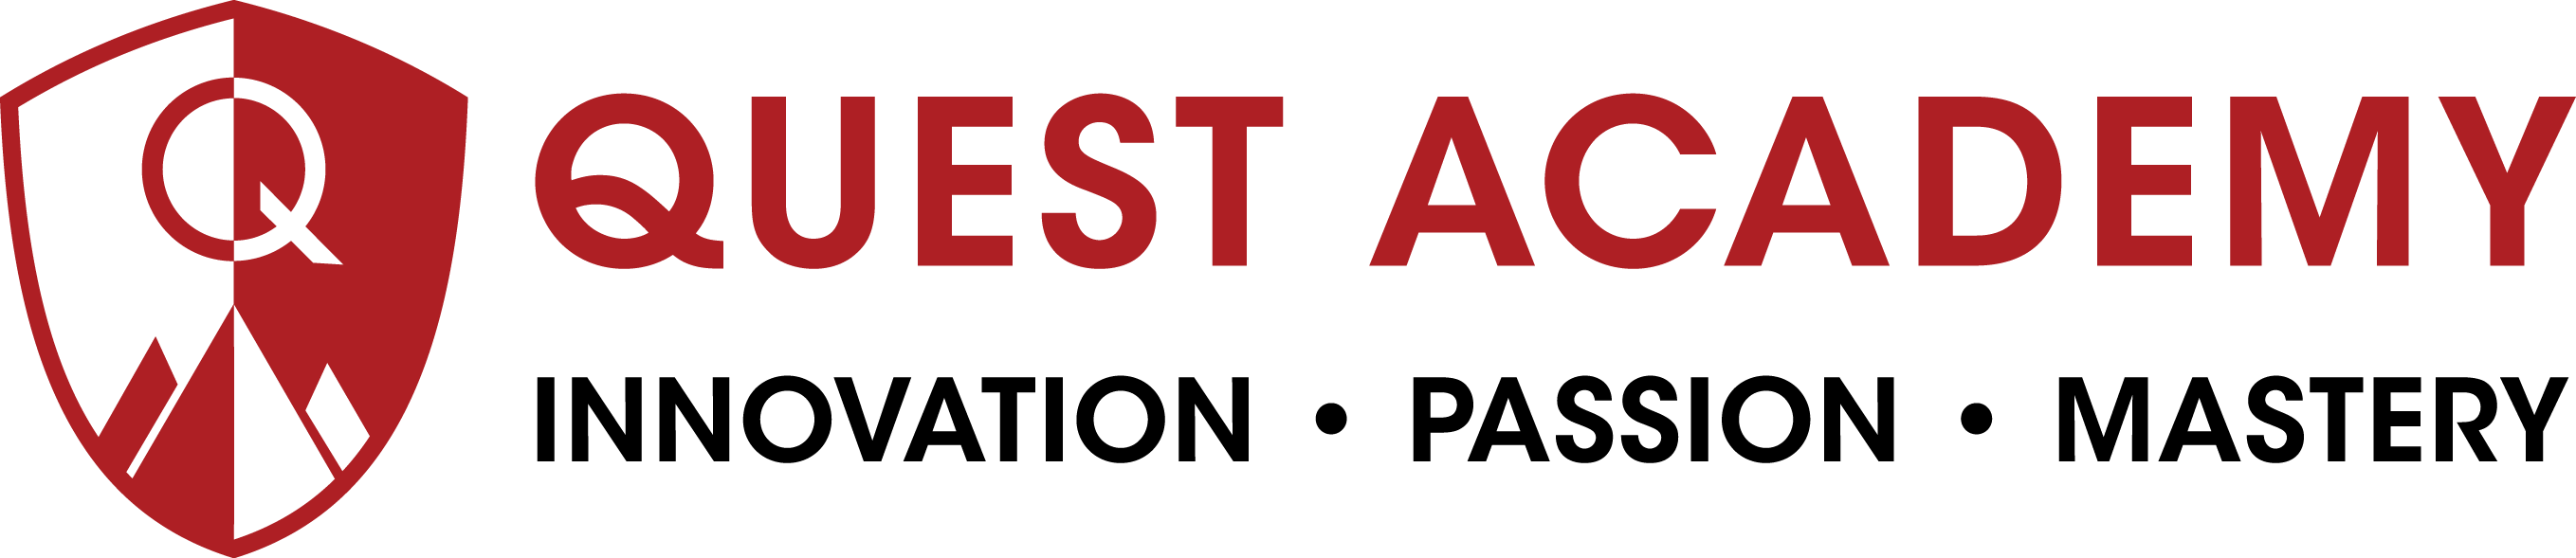 Q
QUEST ACADEMY
INNOVATION • PASSION • MASTERY